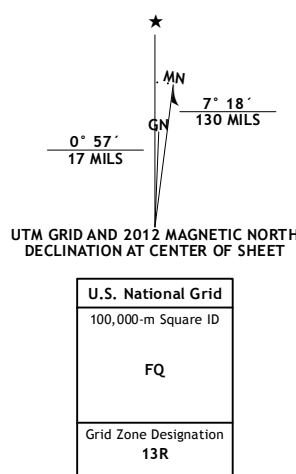 ★
MN
7° 18´
130 MILS
GN
0° 57´
17 MILS
UTM GRID AND 2012 MAGNETIC NORTH
DECLINATION AT CENTER OF SHEET
U.S. National Grid
100,000-m Square ID
FQ
Grid Zone Designation
13R